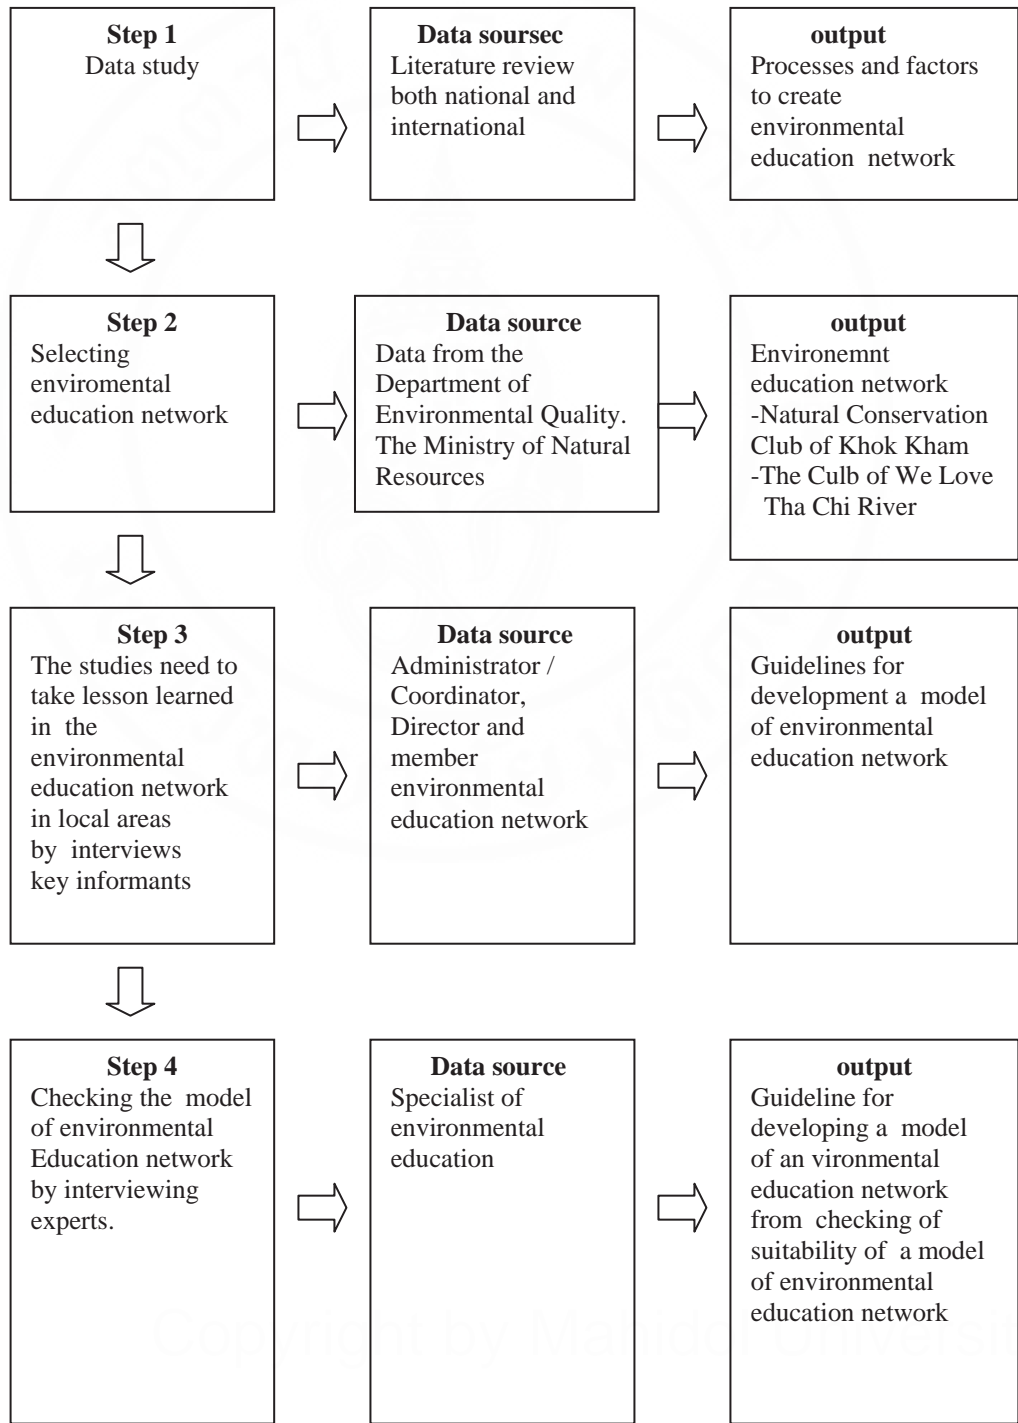 Step 1
Data study
Data soursec
Literature review
both national and
international
output
Processes and factors
to create
environmental
education network
Step 2
Selecting
enviromental
education network
Data source
Data from the
Department of
Environmental Quality.
The Ministry of Natural
Resources
output
Environemnt
education network
-Natural Conservation
Club of Khok Kham
-The Culb of We Love
Tha Chi River
Step 3
The studies need to
take lesson learned
in the
environmental
education network
in local areas
by interviews
key informants
Data source
Administrator /
Coordinator,
Director and
member
environmental
education network
output
Guidelines for
development a model
of environmental
education network
Step 4
Checking the model
of environmental
Education network
by interviewing
experts.
Data source
Specialist of
environmental
education
output
Guideline for
developing a model
of an vironmental
education network
from checking of
suitability of a model
of environmental
education network
Copyright by Mahidol Universit